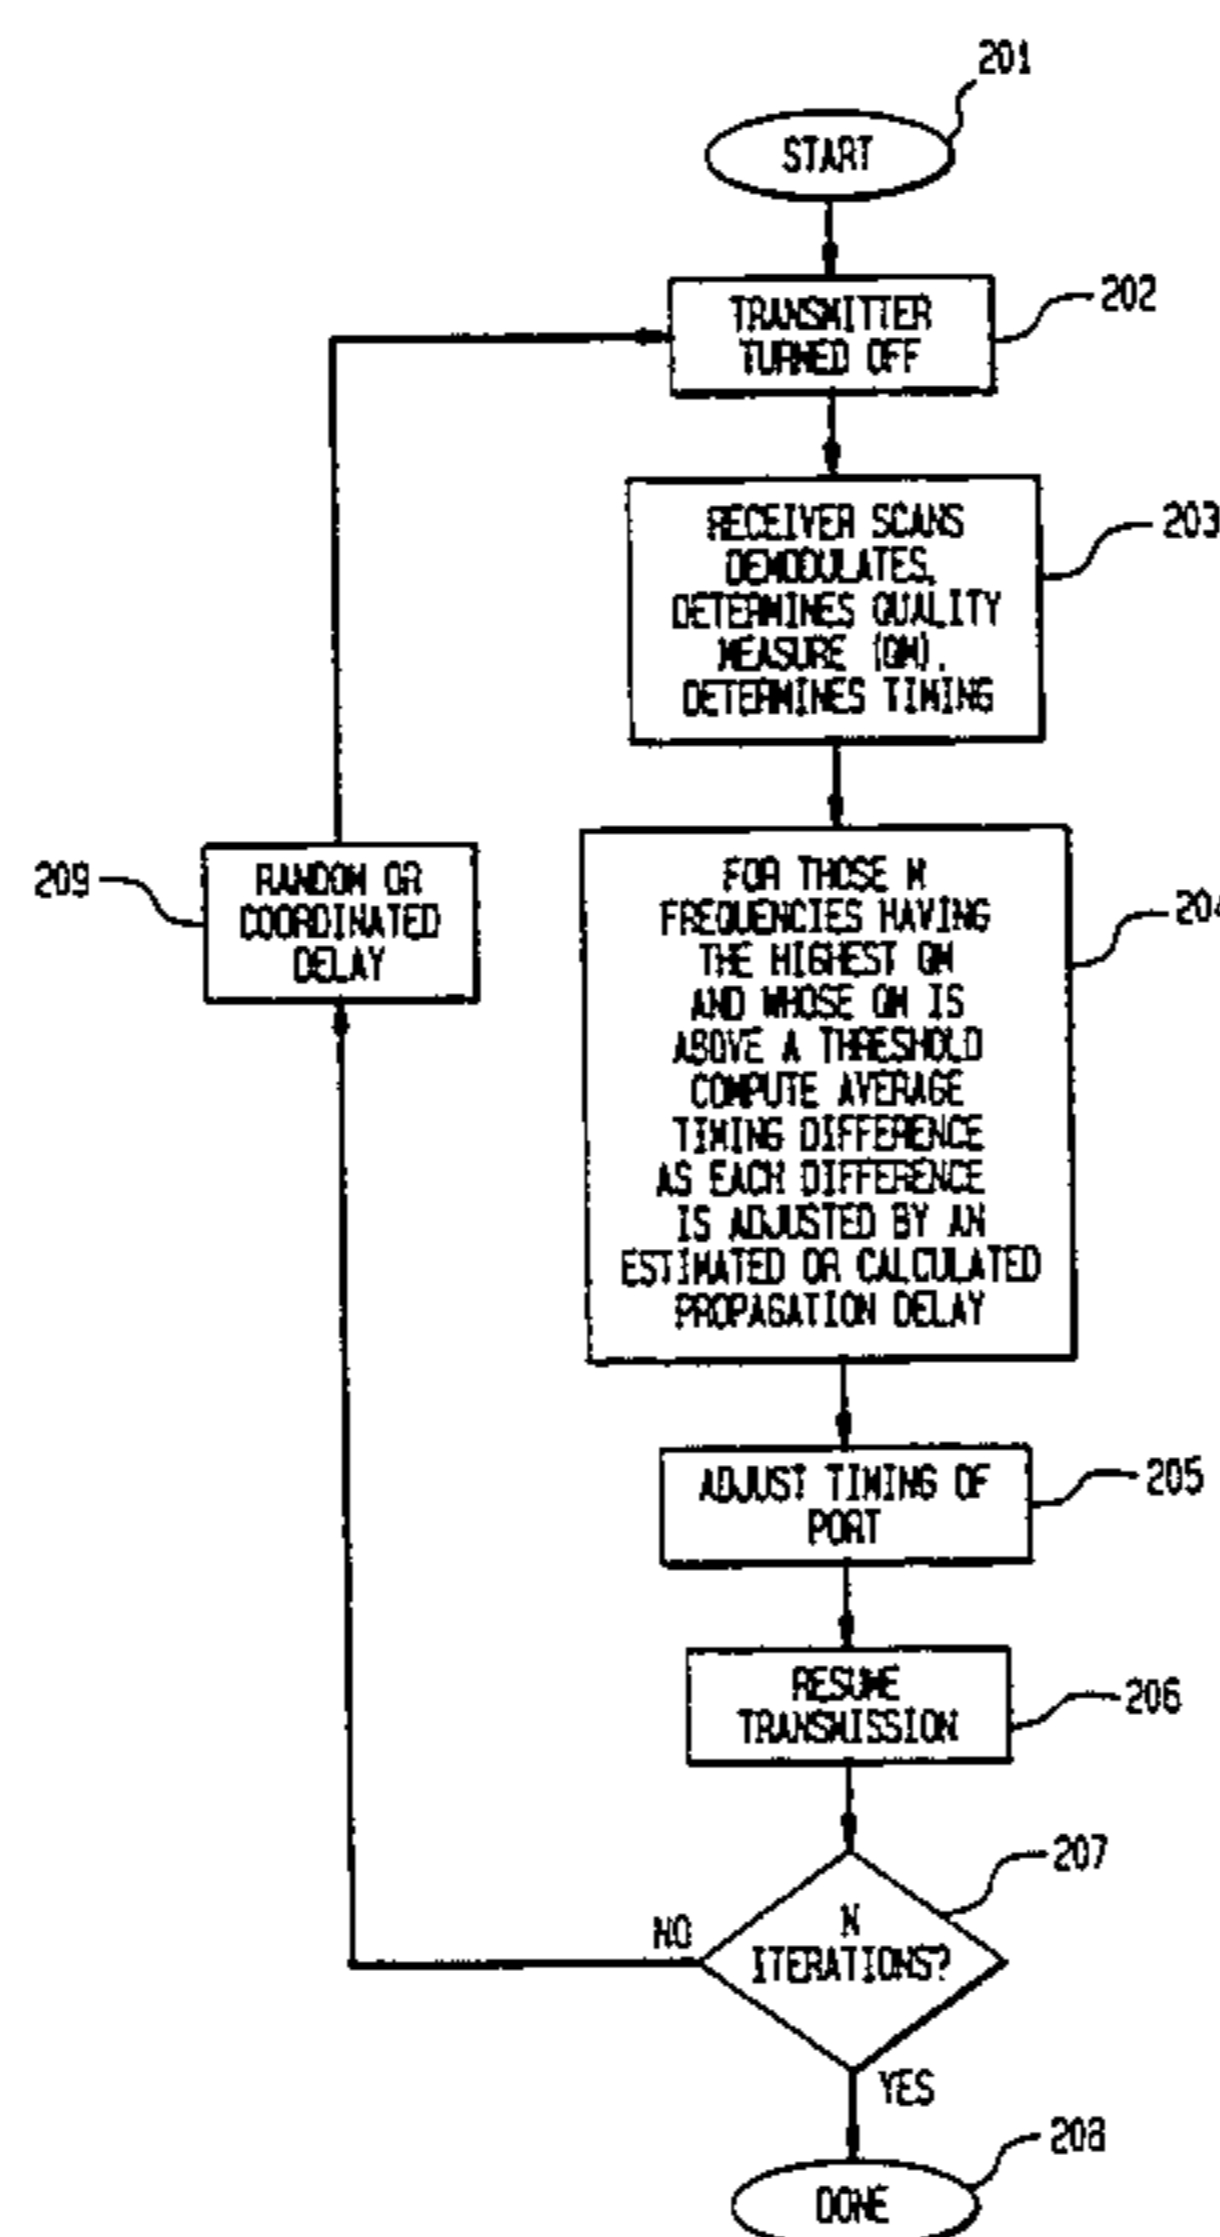 201
START
202
TRANSMITTER
TURNED OFF
203
RECEIVER SCANS
DEMODULATES,
DETERMINES QUALITY
MEASURE (QM),
DETERMINES TIMING
204
FOR THOSE M
FREQUENCIES HAVING
THE HIGHEST QM
AND WHOSE QM IS
ABOVE A THRESHOLD
COMPUTE AVERAGE
TIMING DIFFERENCE
AS EACH DIFFERENCE
IS ADJUSTED BY AN
ESTIMATED OR CALCULATED
PROPAGATION DELAY
209
RANDOM OR
COORDINATED
DELAY
205
ADJUST TIMING OF
PORT
206
RESUME
TRANSMISSION
207
N
ITERATIONS?
NO
YES
208
DONE